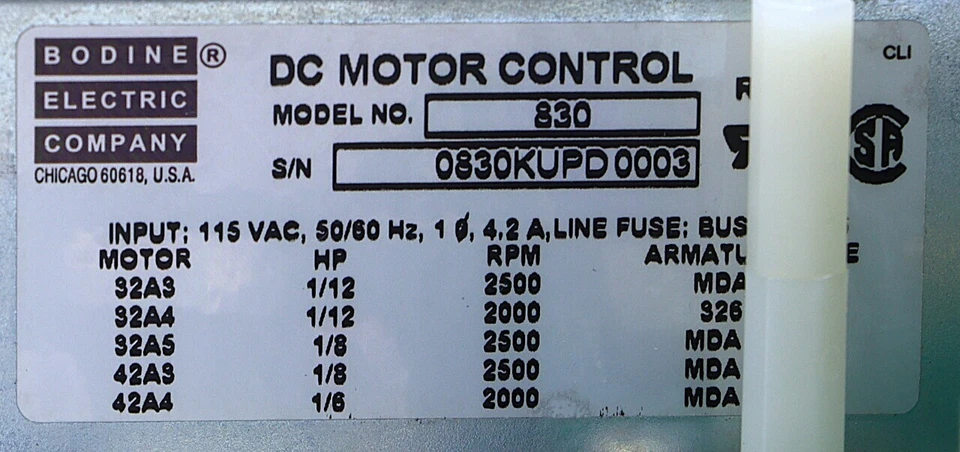 BODINE®
ELECTRIC
COMPANY
CHICAGO 60618, U.S.A.
DC MOTOR CONTROL
CLI
MODEL NO. 830
S/N 0830KUPD0003
INPUT: 115 VAC, 50/60 Hz, 1 Ø, 4.2 A, LINE FUSE:
MOTOR HP RPM
32A3 1/12 2500 MDA
32A4 1/12 2000 326
32A5 1/8 2500 MDA
42A3 1/8 2500 MDA
42A4 1/6 2000 MDA